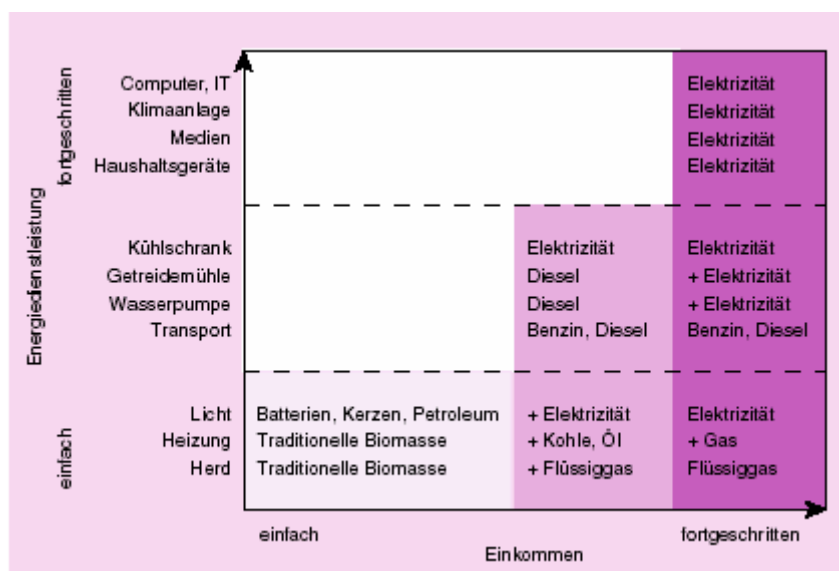 Energiedienstleistung
fortgeschritten
Computer, IT Elektrizität
Klimaanlage Elektrizität
Medien Elektrizität
Haushaltsgeräte Elektrizität
Kühlschrank Elektrizität Elektrizität
Getreidemühle Diesel + Elektrizität
Wasserpumpe Diesel + Elektrizität
Transport Benzin, Diesel Benzin, Diesel
einfach
Licht Batterien, Kerzen, Petroleum + Elektrizität Elektrizität
Heizung Traditionelle Biomasse + Kohle, Öl + Gas
Herd Traditionelle Biomasse + Flüssiggas Flüssiggas
einfach fortgeschritten
Einkommen